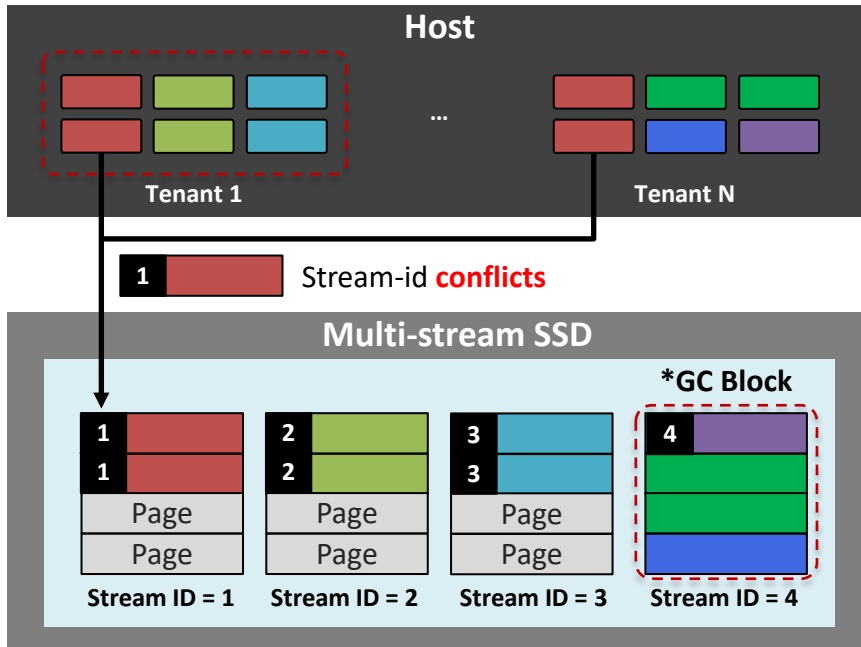 Host
...
Tenant 1
Tenant N
1
Stream-id conflicts
Multi-stream SSD
*GC Block
1
2
3
4
1
2
3
Page
Page
Page
Page
Page
Page
Stream ID = 1
Stream ID = 2
Stream ID = 3
Stream ID = 4